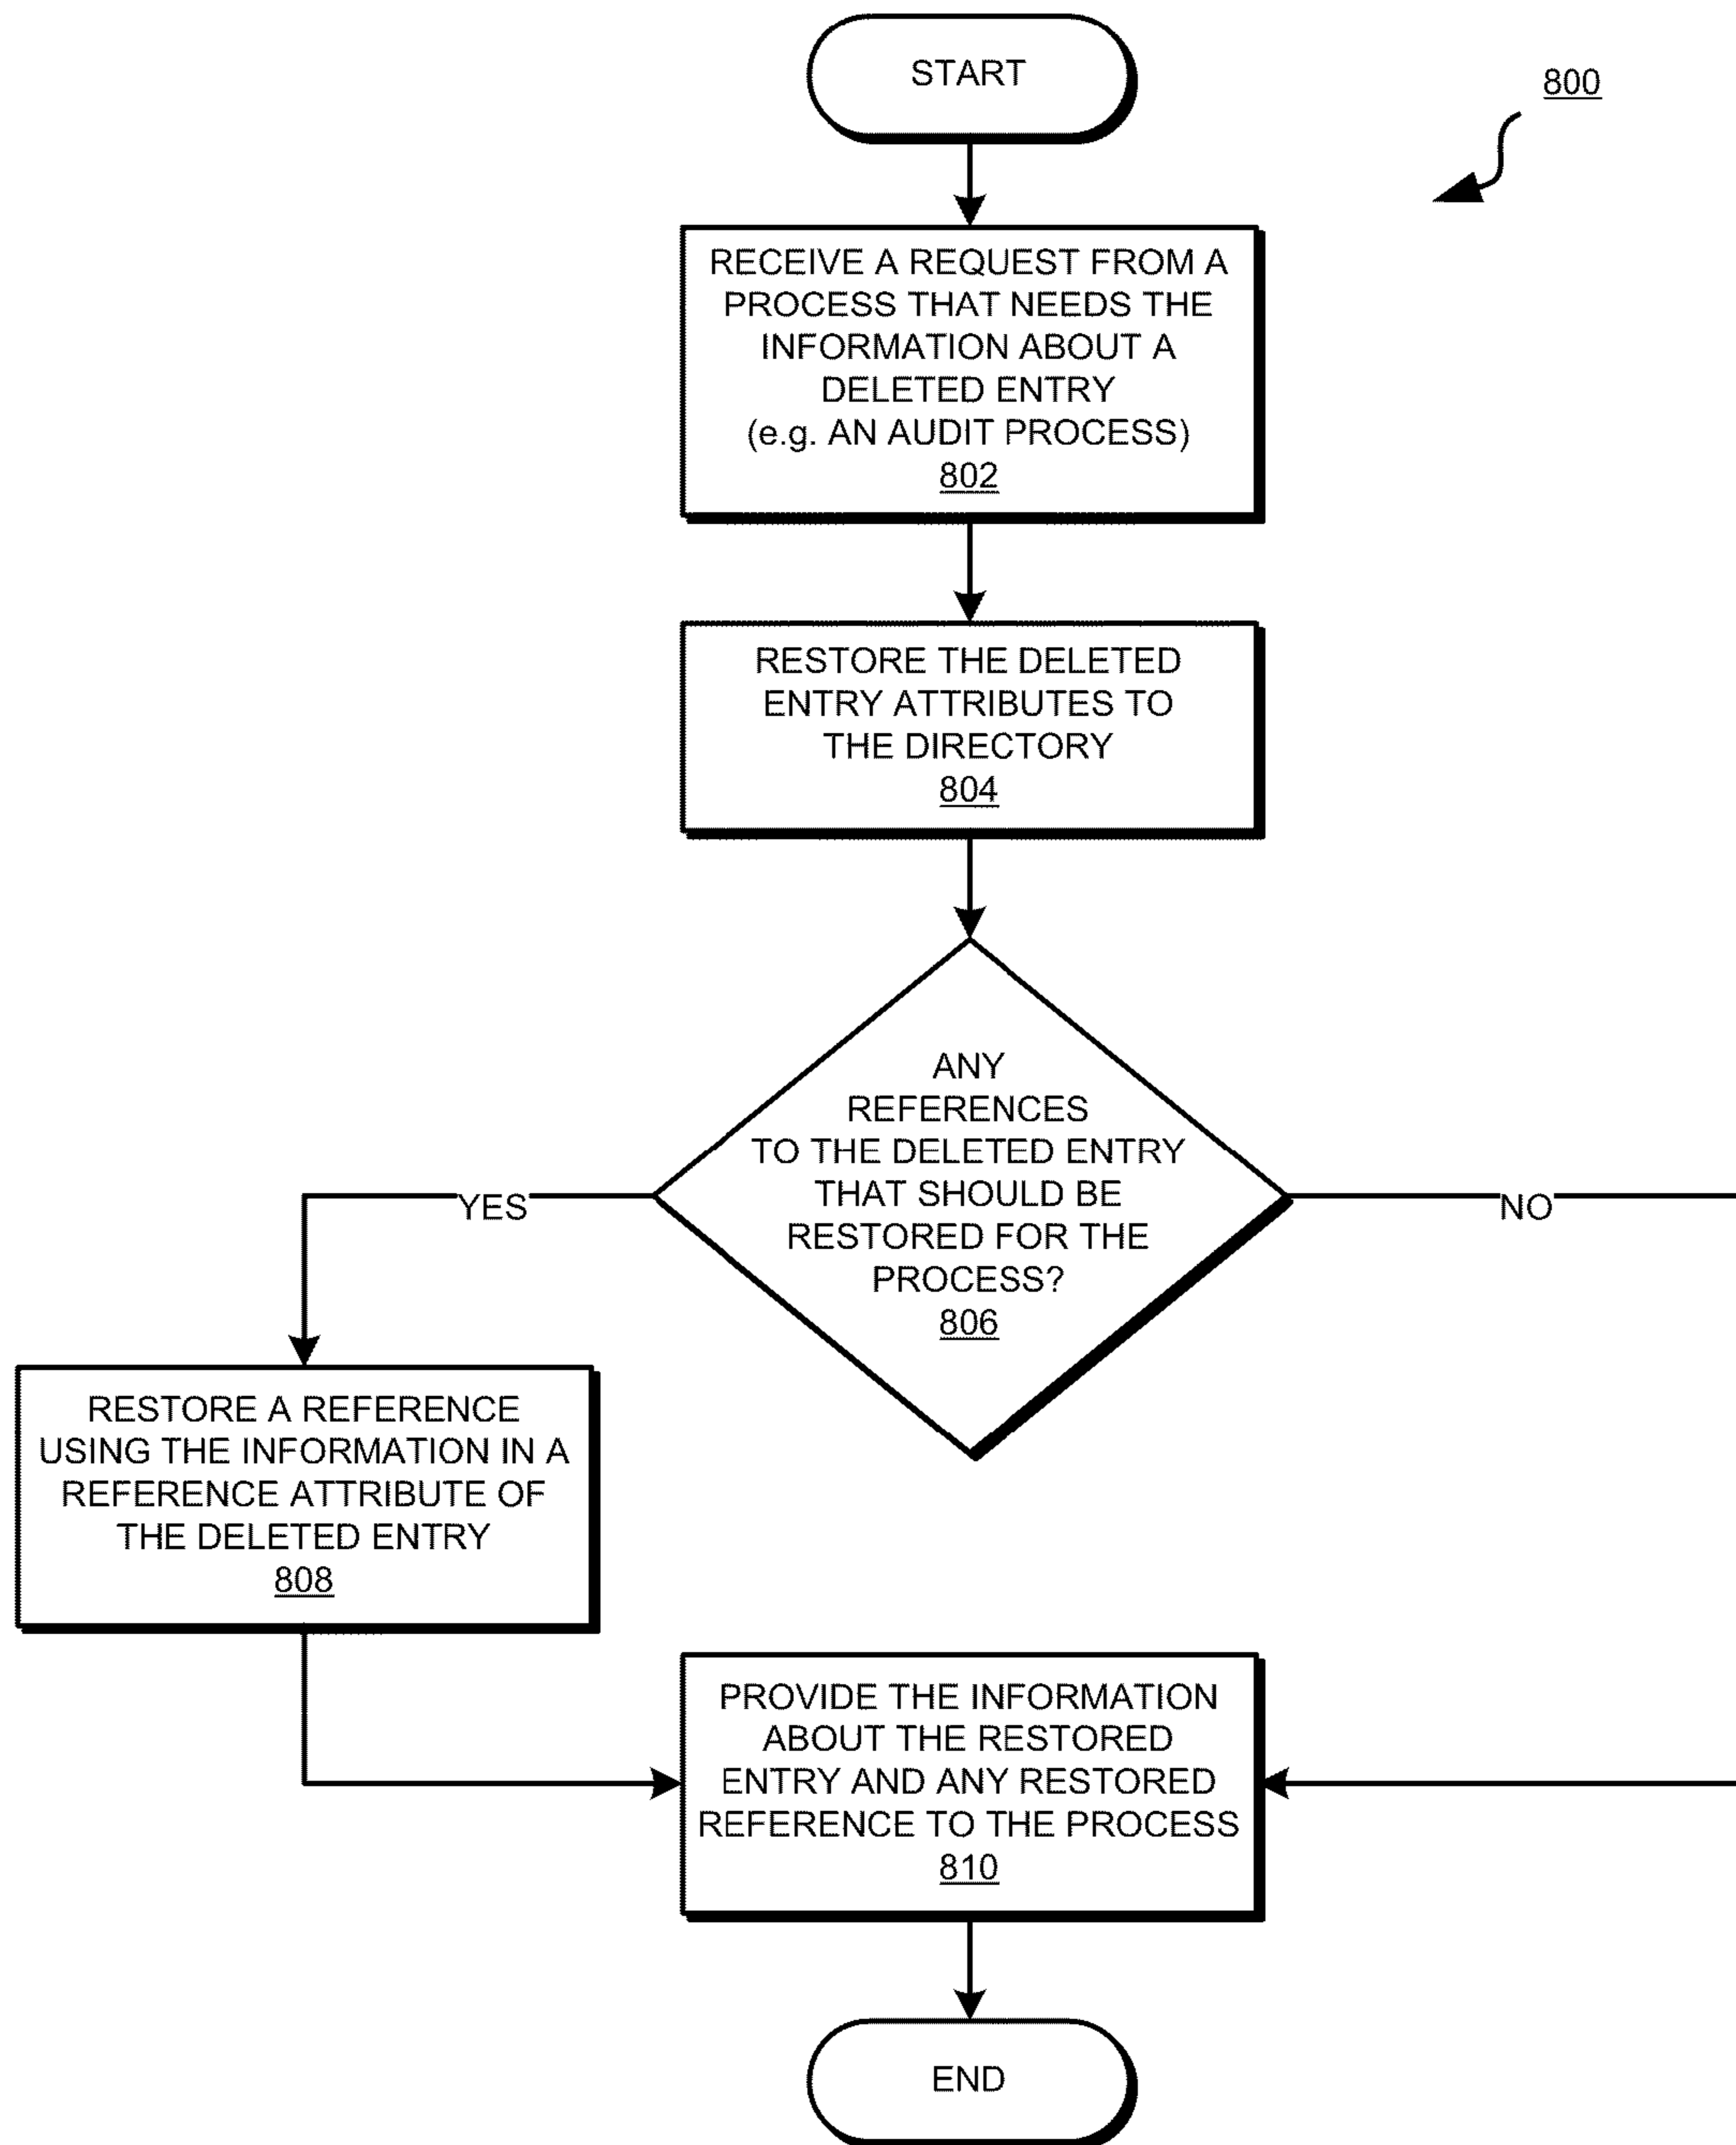 START
800
RECEIVE A REQUEST FROM A
PROCESS THAT NEEDS THE
INFORMATION ABOUT A
DELETED ENTRY
(e.g. AN AUDIT PROCESS)
802
RESTORE THE DELETED
ENTRY ATTRIBUTES TO
THE DIRECTORY
804
ANY
REFERENCES
TO THE DELETED ENTRY
THAT SHOULD BE
RESTORED FOR THE
PROCESS?
806
YES
NO
RESTORE A REFERENCE
USING THE INFORMATION IN A
REFERENCE ATTRIBUTE OF
THE DELETED ENTRY
808
PROVIDE THE INFORMATION
ABOUT THE RESTORED
ENTRY AND ANY RESTORED
REFERENCE TO THE PROCESS
810
END